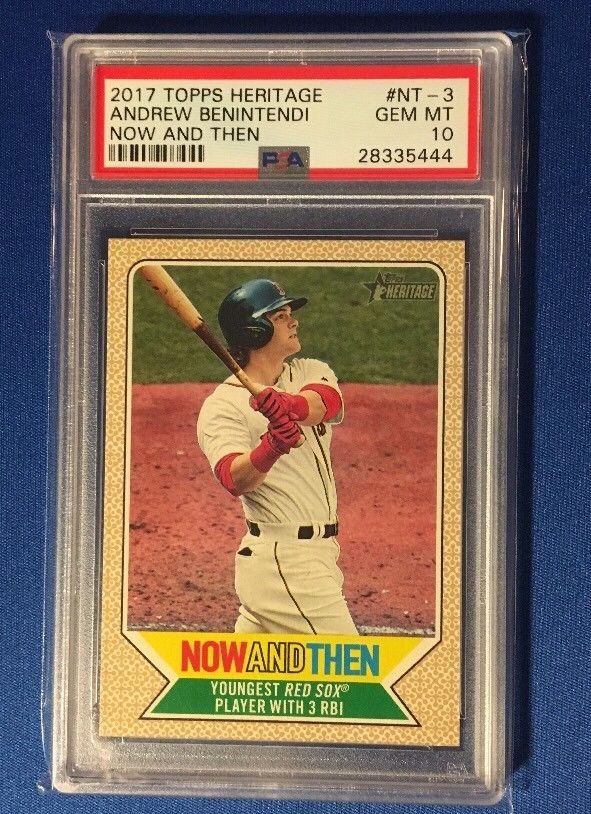 2017 TOPPS HERITAGE #NT-3
ANDREW BENINTENDI GEM MT
NOW AND THEN 10
PSA 28335444
Topps
HERITAGE
NOWANDTHEN
YOUNGEST RED SOX®
PLAYER WITH 3 RBI